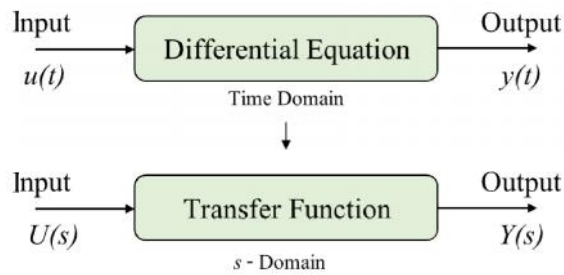 Input
Output
Differential Equation
u(t)
y(t)
Time Domain
Input
Output
Transfer Function
U(s)
Y(s)
s - Domain